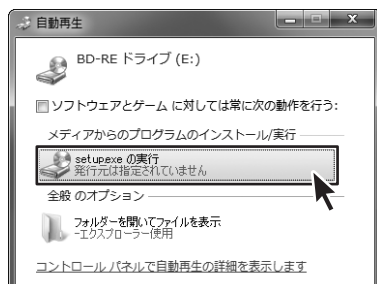 自動再生
BD-RE ドライブ (E:)
ソフトウェアとゲーム に対しては常に次の動作を行う:
メディアからのプログラムのインストール/実行
setup.exe の実行
発行元は指定されていません
全般 のオプション
フォルダーを開いてファイルを表示
-エクスプローラー使用
コントロール パネルで自動再生の詳細を表示します